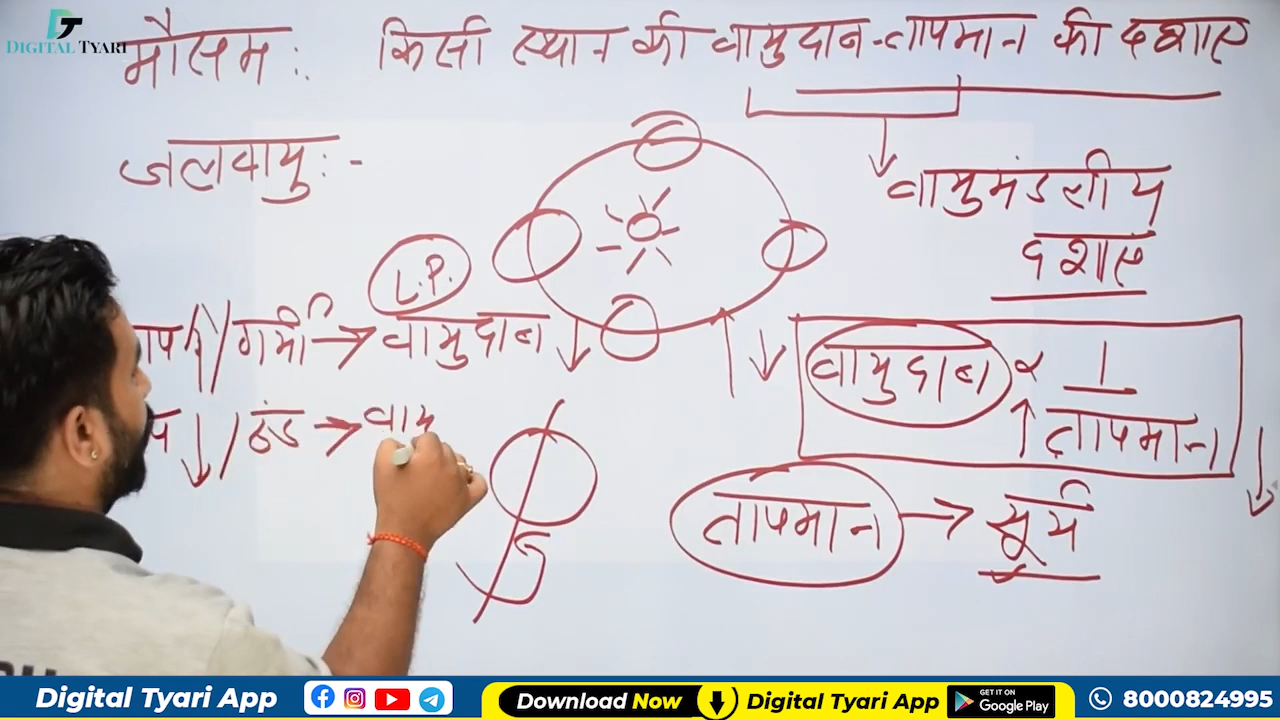 DT
DIGITAL TYARI
मौसम : किसी स्थान की वायुदाब-तापमान की दशाए
जलवायु : -
वायुमंडलीय
दशाए
L.P.
ताप ↑ / गर्मी → वायुदाब ↓
↑ ↓
वायुदाब ∝ 1
↑ तापमान ↓
↓ / ठंड → वायु
तापमान → सूर्य
Digital Tyari App
Download Now
Digital Tyari App
GET IT ON
Google Play
8000824995